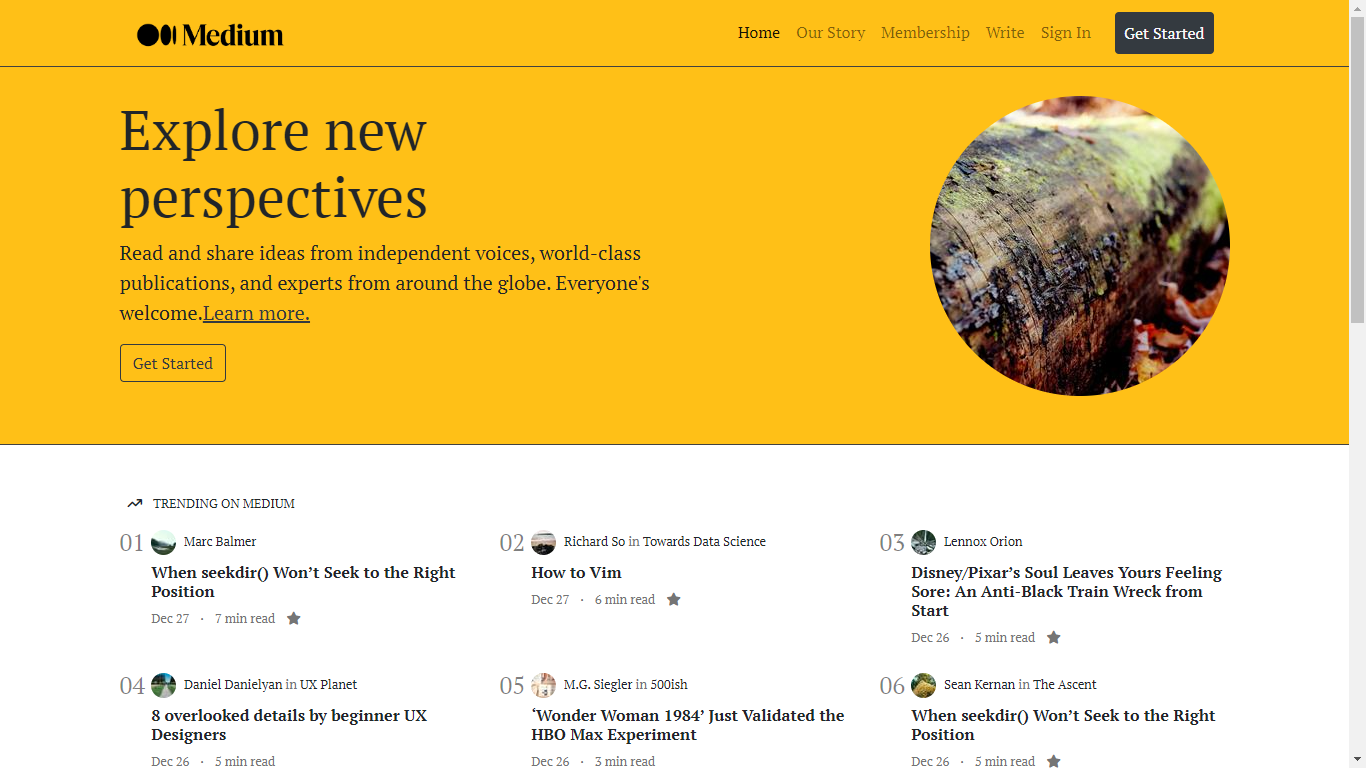 Medium
Home Our Story Membership Write Sign In Get Started
Explore new
perspectives
Read and share ideas from independent voices, world-class
publications, and experts from around the globe. Everyone's
welcome.Learn more.
Get Started
TRENDING ON MEDIUM
01 Marc Balmer
When seekdir() Won’t Seek to the Right
Position
Dec 27 · 7 min read
02 Richard So in Towards Data Science
How to Vim
Dec 27 · 6 min read
03 Lennox Orion
Disney/Pixar’s Soul Leaves Yours Feeling
Sore: An Anti-Black Train Wreck from
Start
Dec 26 · 5 min read
04 Daniel Danielyan in UX Planet
8 overlooked details by beginner UX
Designers
Dec 26 · 5 min read
05 M.G. Siegler in 500ish
‘Wonder Woman 1984’ Just Validated the
HBO Max Experiment
Dec 26 · 3 min read
06 Sean Kernan in The Ascent
When seekdir() Won’t Seek to the Right
Position
Dec 26 · 5 min read